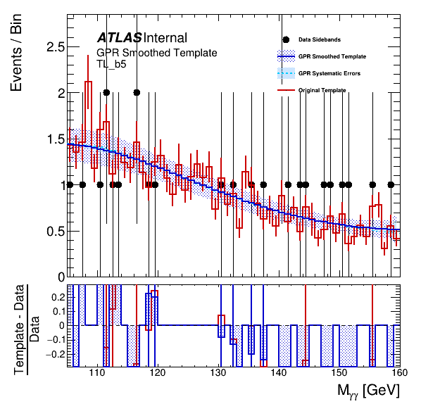 ATLAS Internal
GPR Smoothed Template
TL_b5
Data Sidebands
GPR Smoothed Template
GPR Systematic Errors
Original Template
Events / Bin
2.5
2
1.5
1
0.5
0
Template - Data
Data
0.2
0.1
0
−0.1
−0.2
110 120 130 140 150 160
Mγγ [GeV]